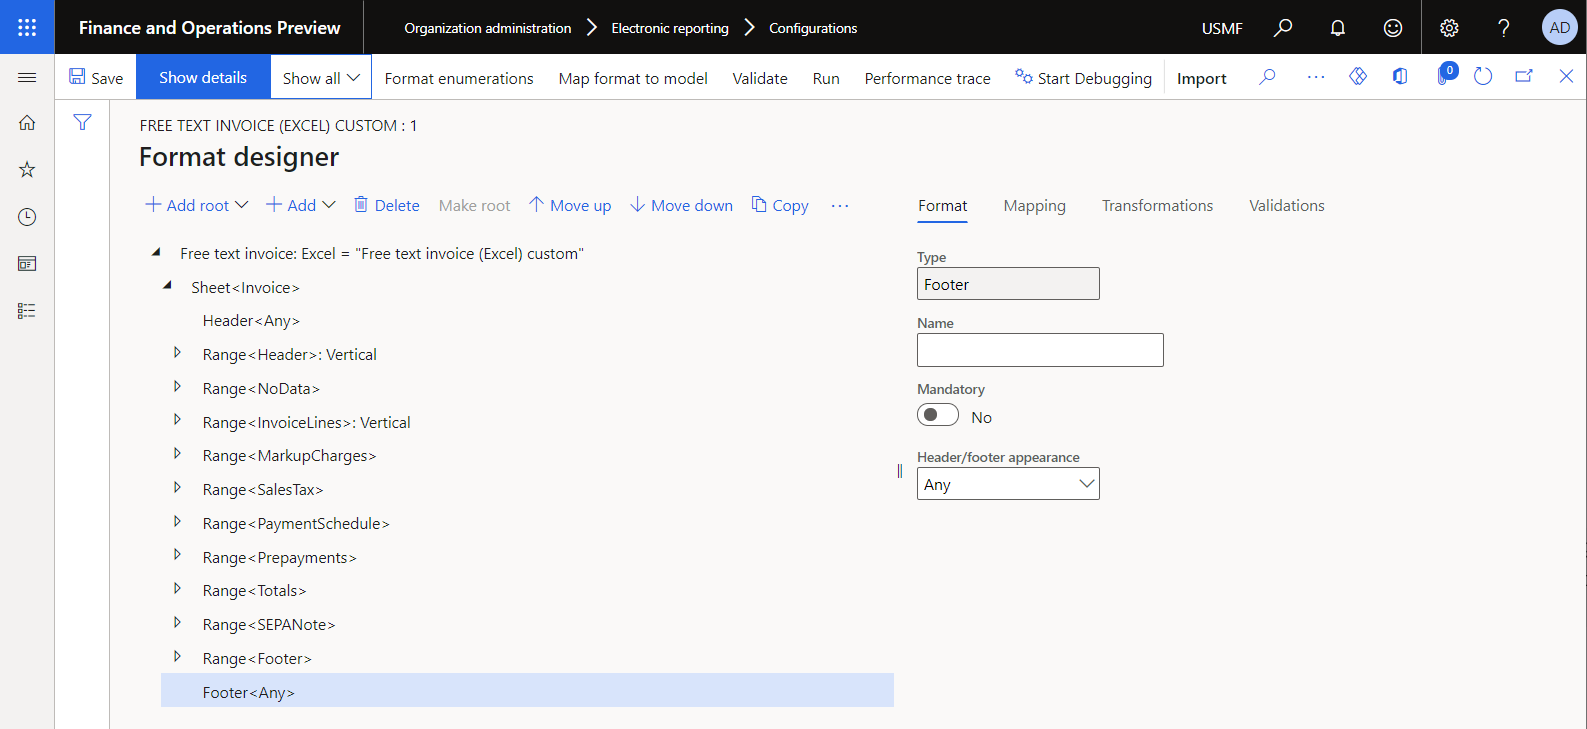 Finance and Operations Preview
Organization administration Electronic reporting Configurations
USMF ? AD
Save Show details Show all Format enumerations Map format to model Validate Run Performance trace Start Debugging Import ... 0
FREE TEXT INVOICE (EXCEL) CUSTOM : 1
Format designer
Add root Add Delete Make root Move up Move down Copy ...
Format Mapping Transformations Validations
Free text invoice: Excel = "Free text invoice (Excel) custom"
Sheet<Invoice>
Header<Any>
Range<Header>: Vertical
Range<NoData>
Range<InvoiceLines>: Vertical
Range<MarkupCharges>
Range<SalesTax>
Range<PaymentSchedule>
Range<Prepayments>
Range<Totals>
Range<SEPANote>
Range<Footer>
Footer<Any>
Type
Footer
Name
Mandatory
No
Header/footer appearance
Any